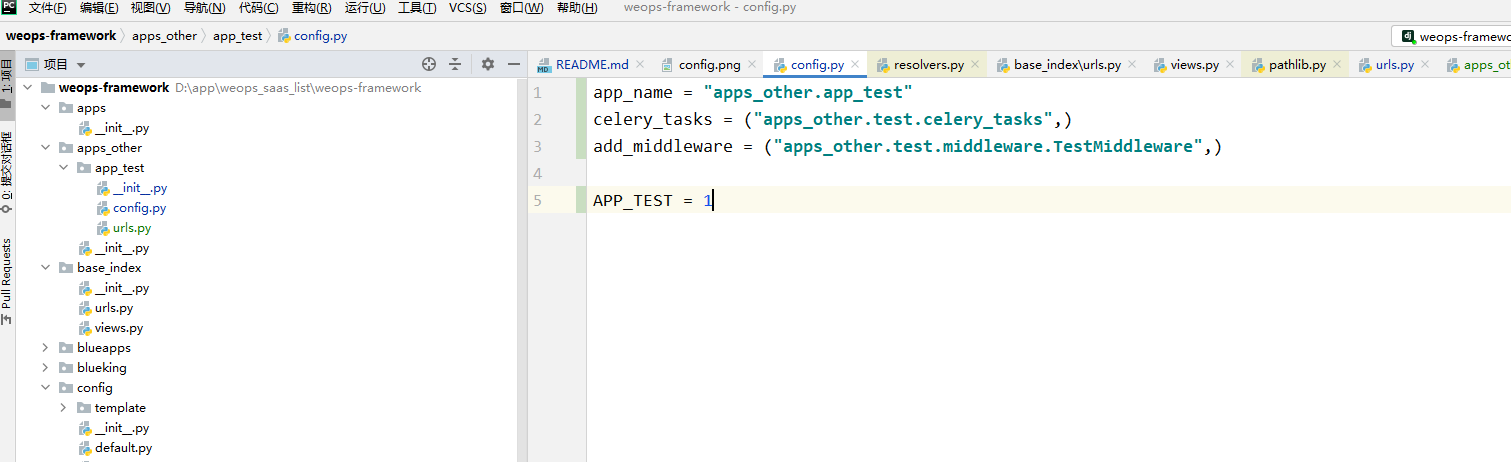 PC 文件(F) 编辑(E) 视图(V) 导航(N) 代码(C) 重构(R) 运行(U) 工具(T) VCS(S) 窗口(W) 帮助(H) weops-framework - config.py
weops-framework 〉 apps_other 〉 app_test 〉 config.py dj weops-framewo
1: 项目
项目
README.md config.png config.py resolvers.py base_index\urls.py views.py pathlib.py urls.py apps_ot
weops-framework D:\app\weops_saas_list\weops-framework
apps
__init__.py
apps_other
app_test
__init__.py
config.py
urls.py
__init__.py
base_index
__init__.py
urls.py
views.py
blueapps
blueking
config
template
__init__.py
default.py
0: 提交对话框
Pull Requests
1 app_name = "apps_other.app_test"
2 celery_tasks = ("apps_other.test.celery_tasks",)
3 add_middleware = ("apps_other.test.middleware.TestMiddleware",)
4
5 APP_TEST = 1